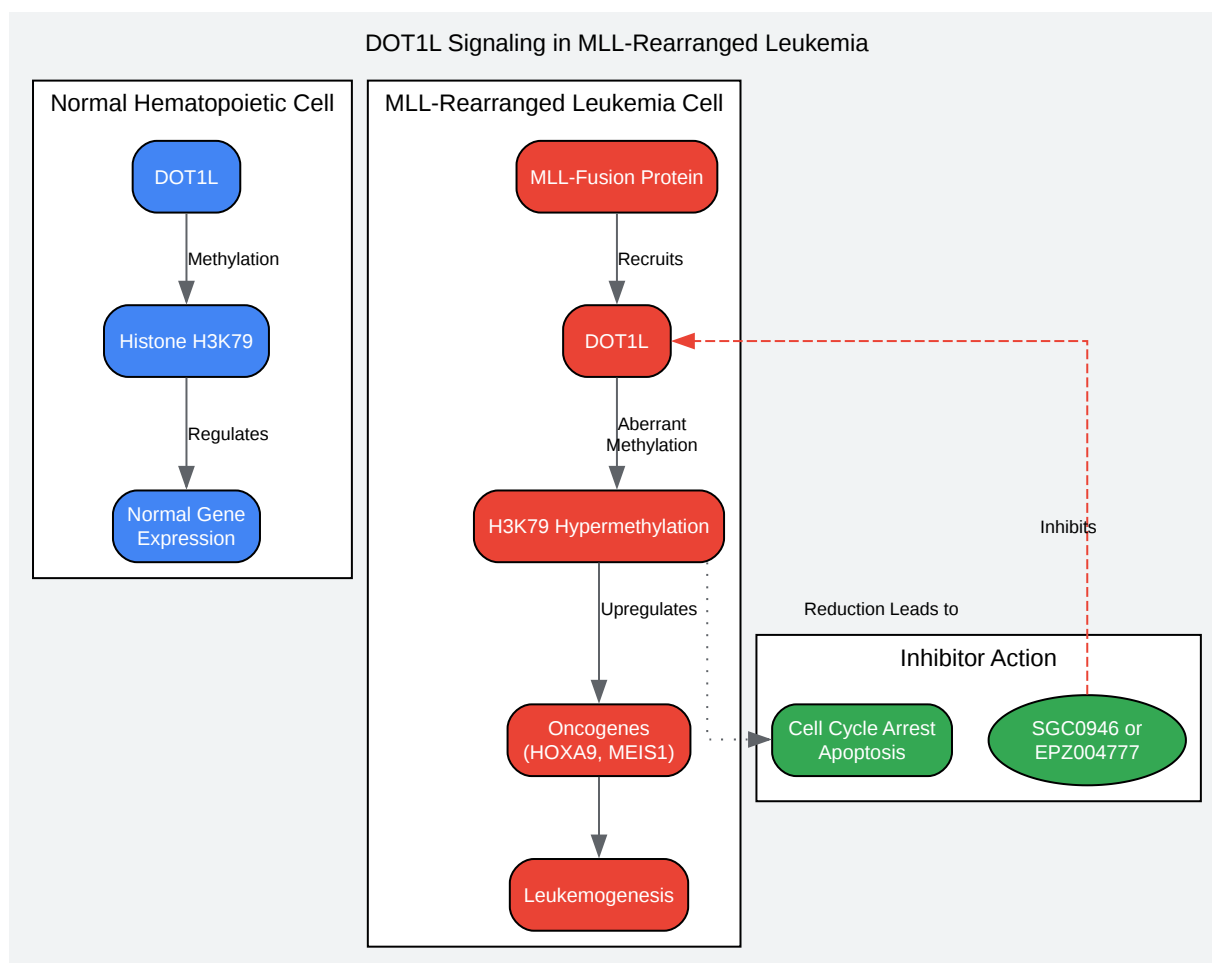 DOT1L Signaling in MLL-Rearranged Leukemia
Normal Hematopoietic Cell
DOT1L
Methylation
Histone H3K79
Regulates
Normal Gene
Expression
MLL-Rearranged Leukemia Cell
MLL-Fusion Protein
Recruits
DOT1L
Aberrant
Methylation
H3K79 Hypermethylation
Upregulates
Oncogenes
(HOXA9, MEIS1)
Leukemogenesis
Inhibits
Reduction Leads to
Inhibitor Action
Cell Cycle Arrest
Apoptosis
SGC0946 or
EPZ004777